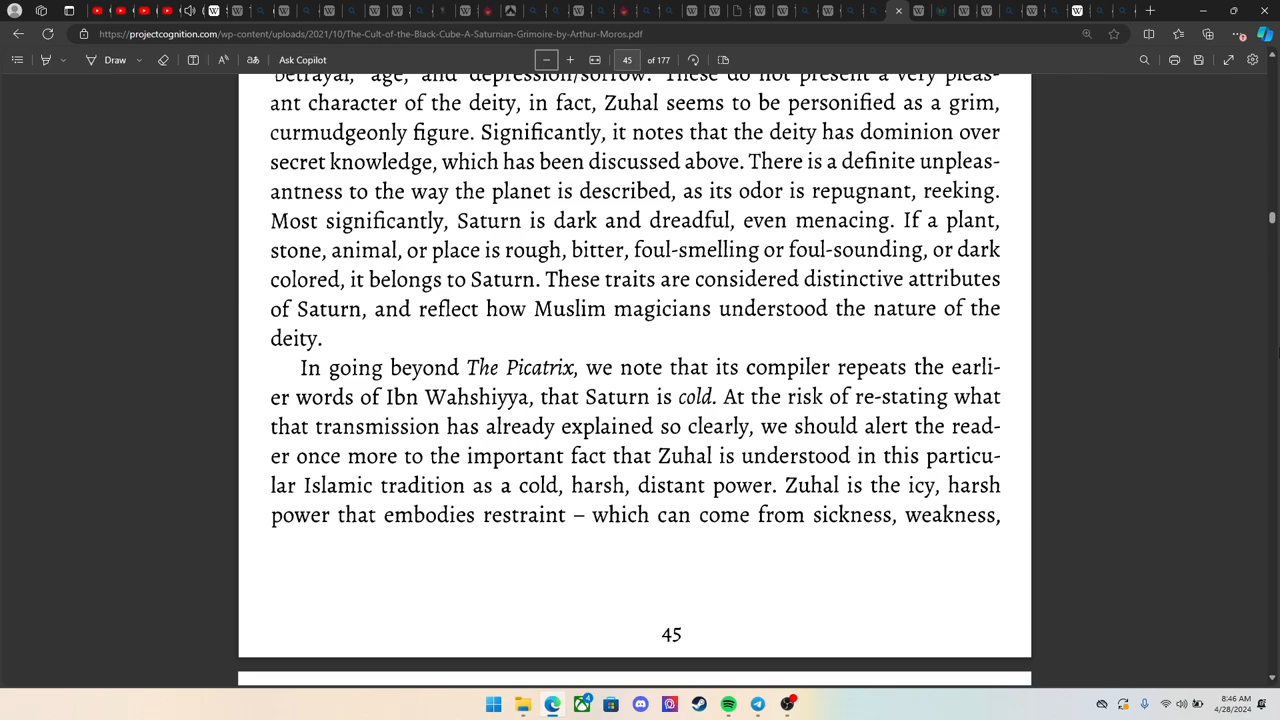 https://projectcognition.com/wp-content/uploads/2021/10/The-Cult-of-the-Black-Cube-A-Saturnian-Grimoire-by-Arthur-Moros.pdf
Draw
Ask Copilot
45 of 177
betrayal, age, and depression/sorrow. These do not present a very pleas-
ant character of the deity, in fact, Zuhal seems to be personified as a grim,
curmudgeonly figure. Significantly, it notes that the deity has dominion over
secret knowledge, which has been discussed above. There is a definite unpleas-
antness to the way the planet is described, as its odor is repugnant, reeking.
Most significantly, Saturn is dark and dreadful, even menacing. If a plant,
stone, animal, or place is rough, bitter, foul-smelling or foul-sounding, or dark
colored, it belongs to Saturn. These traits are considered distinctive attributes
of Saturn, and reflect how Muslim magicians understood the nature of the
deity.
In going beyond The Picatrix, we note that its compiler repeats the earli-
er words of Ibn Wahshiyya, that Saturn is cold. At the risk of re-stating what
that transmission has already explained so clearly, we should alert the read-
er once more to the important fact that Zuhal is understood in this particu-
lar Islamic tradition as a cold, harsh, distant power. Zuhal is the icy, harsh
power that embodies restraint – which can come from sickness, weakness,
45
8:46 AM
4/28/2024